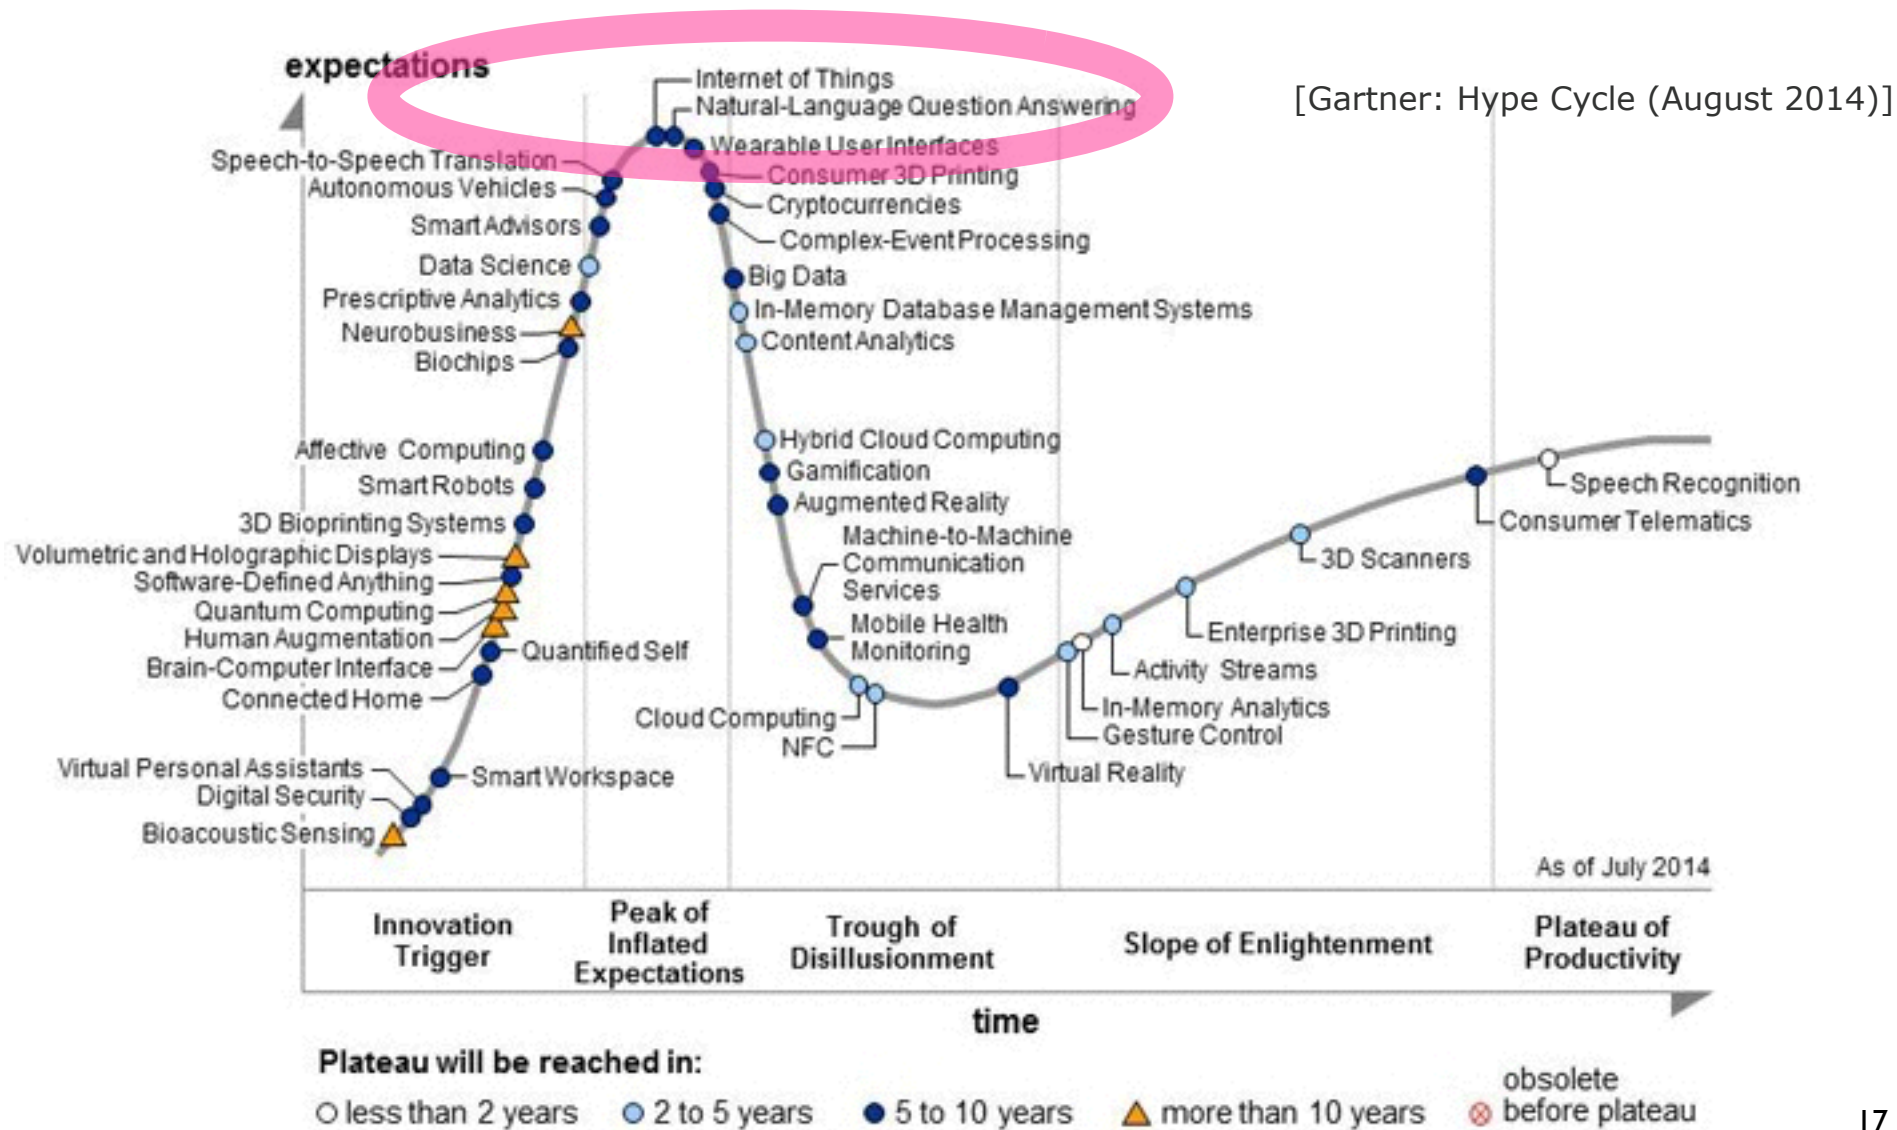 expectations
[Gartner: Hype Cycle (August 2014)]
Internet of Things
Natural-Language Question Answering
Wearable User Interfaces
Consumer 3D Printing
Cryptocurrencies
Complex-Event Processing
Big Data
In-Memory Database Management Systems
Content Analytics
Speech-to-Speech Translation
Autonomous Vehicles
Smart Advisors
Data Science
Prescriptive Analytics
Neurobusiness
Biochips
Affective Computing
Smart Robots
3D Bioprinting Systems
Volumetric and Holographic Displays
Software-Defined Anything
Quantum Computing
Human Augmentation
Brain-Computer Interface
Connected Home
Quantified Self
Virtual Personal Assistants
Digital Security
Bioacoustic Sensing
Smart Workspace
Hybrid Cloud Computing
Gamification
Augmented Reality
Machine-to-Machine
Communication
Services
Mobile Health
Monitoring
Cloud Computing
NFC
Virtual Reality
Gesture Control
In-Memory Analytics
Activity Streams
Enterprise 3D Printing
3D Scanners
Consumer Telematics
Speech Recognition
As of July 2014
Innovation
Trigger
Peak of
Inflated
Expectations
Trough of
Disillusionment
Slope of Enlightenment
Plateau of
Productivity
time
Plateau will be reached in:
less than 2 years
2 to 5 years
5 to 10 years
more than 10 years
obsolete
before plateau
17